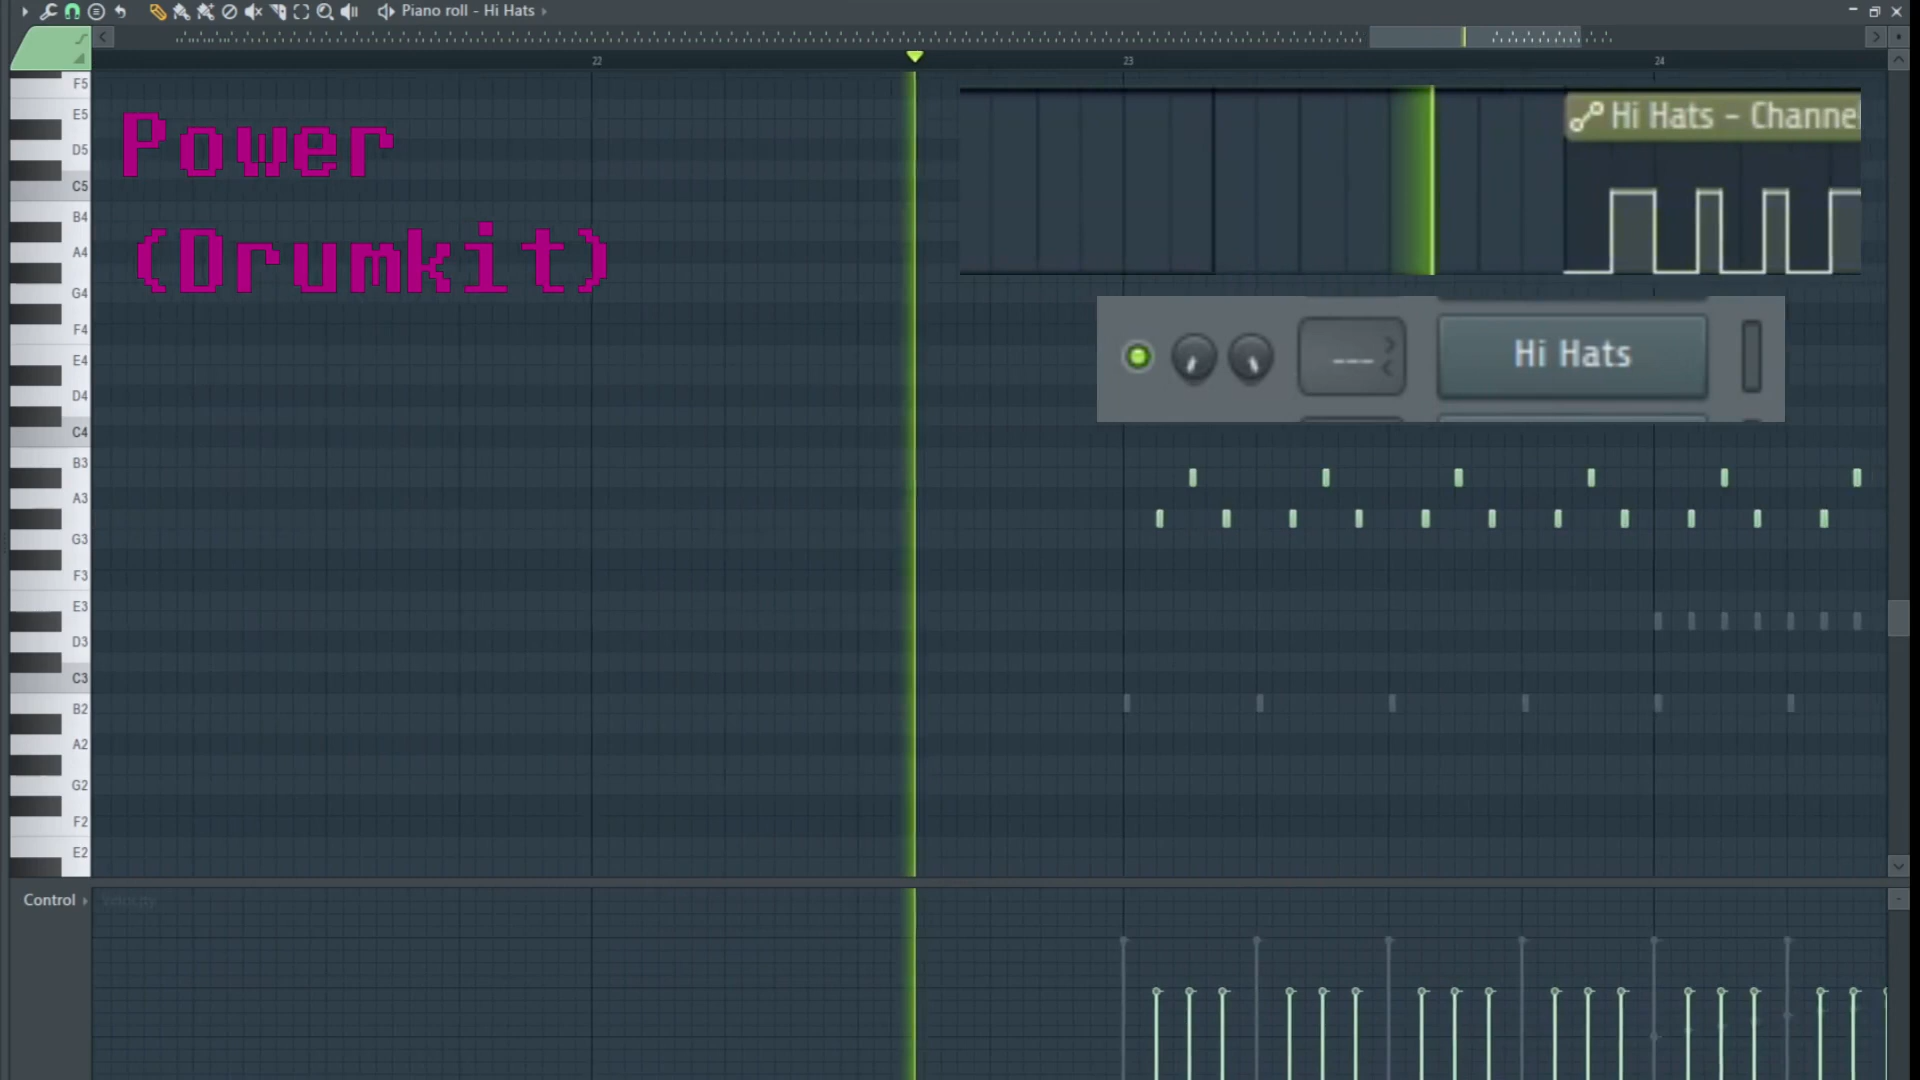 Piano roll - Hi Hats
22
23
24
Power
(Drumkit)
Hi Hats - Channe
---
Hi Hats
F5
E5
D5
C5
B4
A4
G4
F4
E4
D4
C4
B3
A3
G3
F3
E3
D3
C3
B2
A2
G2
F2
E2
Control
Velocity